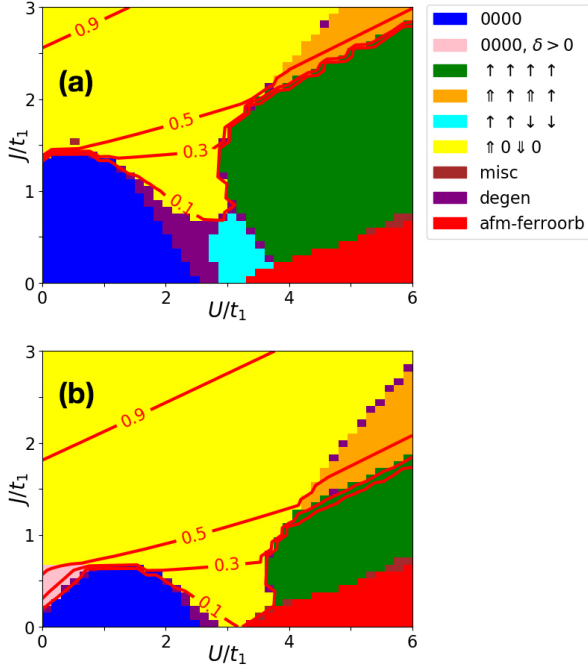 3
2
1
0
J/t₁
(a)
0.9
0.5
0.3
0.1
0
2
4
6
U/t₁
0000
0000, δ > 0
↑ ↑ ↑ ↑
⇑ ↑ ⇑ ↑
↑ ↑ ↓ ↓
⇑ 0 ⇓ 0
misc
degen
afm-ferroorb
3
2
1
0
J/t₁
(b)
0.9
0.5
0.3
0.1
0
2
4
6
U/t₁